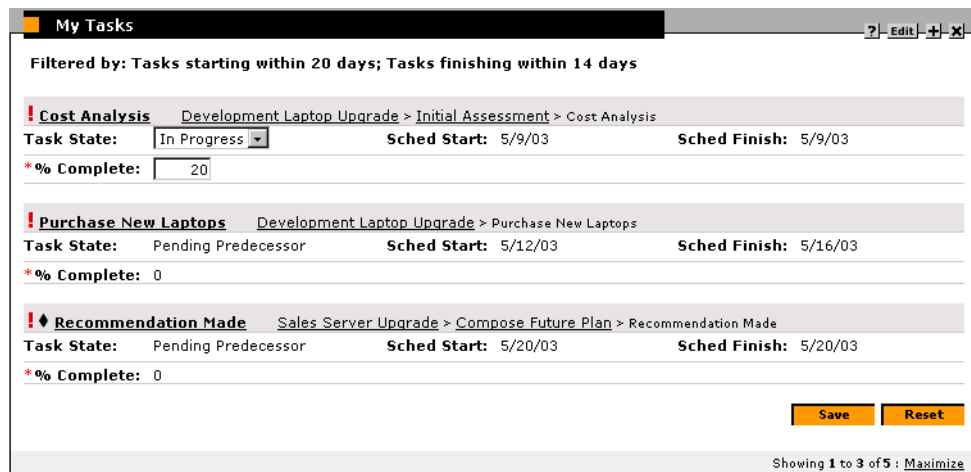 My Tasks ? Edit + X
Filtered by: Tasks starting within 20 days; Tasks finishing within 14 days
! Cost Analysis Development Laptop Upgrade > Initial Assessment > Cost Analysis
Task State: In Progress Sched Start: 5/9/03 Sched Finish: 5/9/03
*% Complete: 20
! Purchase New Laptops Development Laptop Upgrade > Purchase New Laptops
Task State: Pending Predecessor Sched Start: 5/12/03 Sched Finish: 5/16/03
*% Complete: 0
!♦ Recommendation Made Sales Server Upgrade > Compose Future Plan > Recommendation Made
Task State: Pending Predecessor Sched Start: 5/20/03 Sched Finish: 5/20/03
*% Complete: 0
Save Reset
Showing 1 to 3 of 5 : Maximize